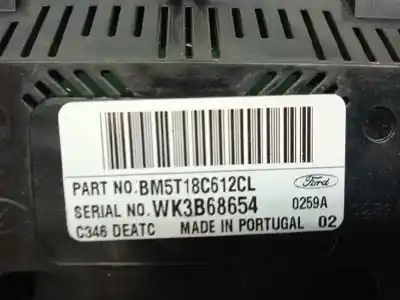 PART NO. BM5T18C612CL Ford
SERIAL NO. WK3B68654 0259A
C346 DEATC MADE IN PORTUGAL 02